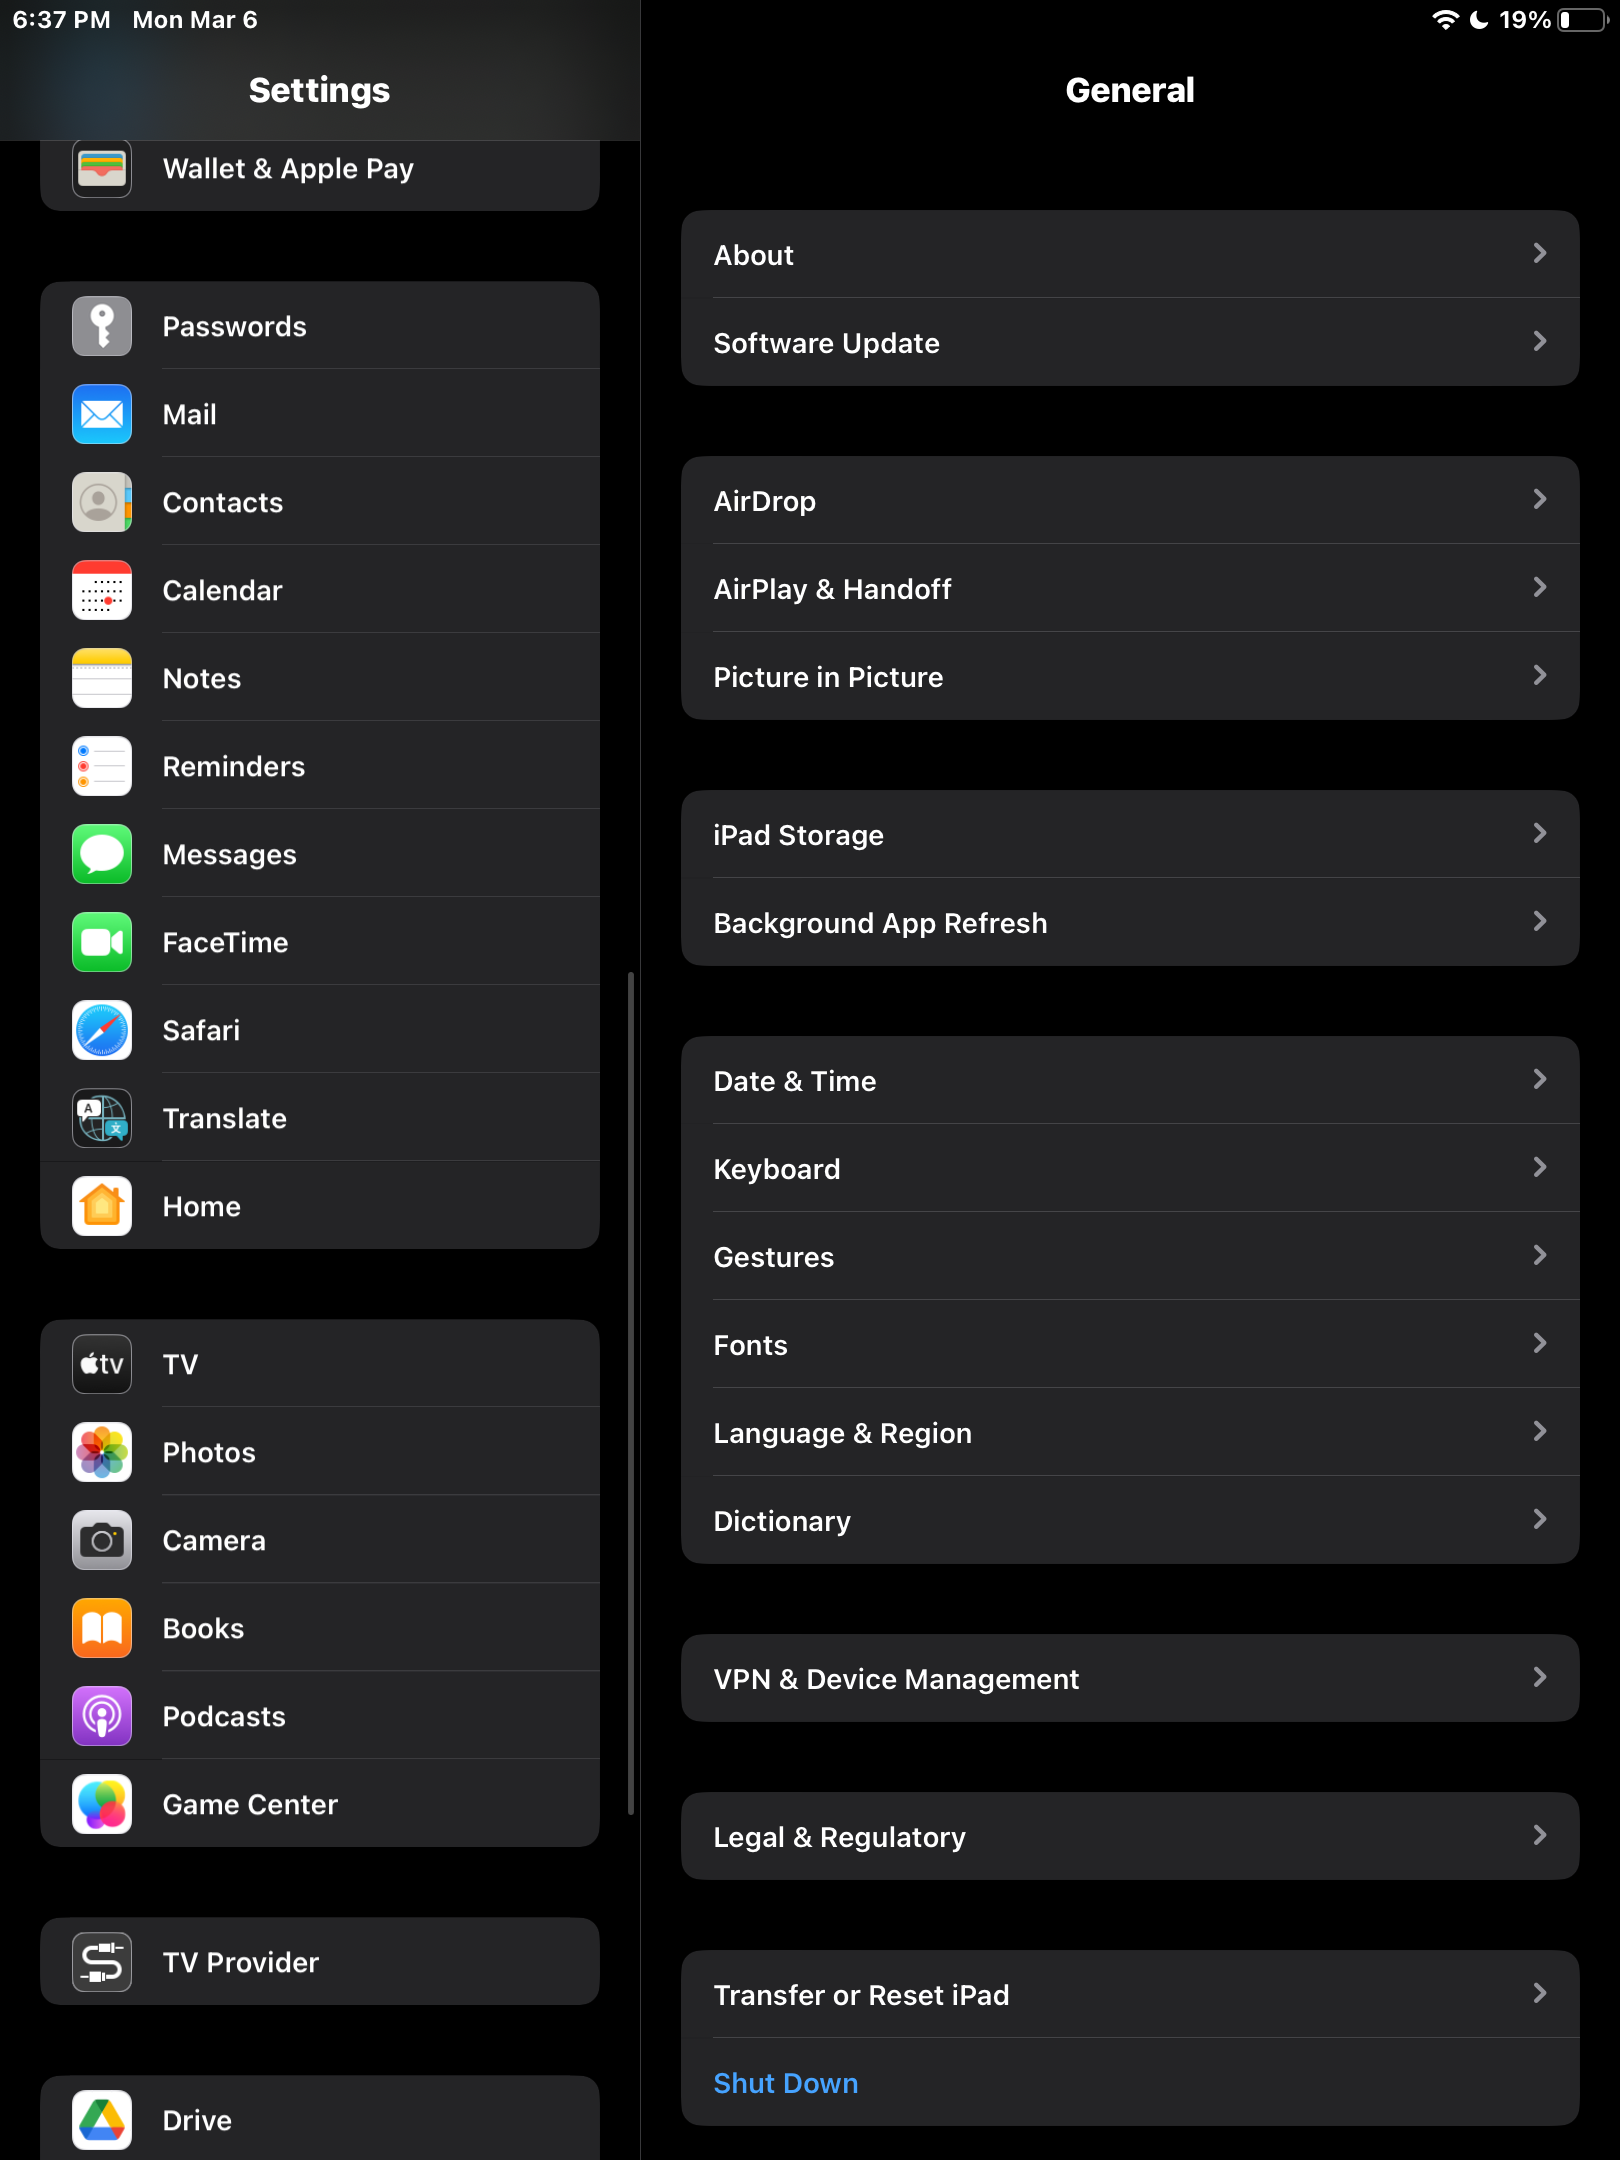 6:37 PM Mon Mar 6
19%
Settings
Wallet & Apple Pay
Passwords
Mail
Contacts
Calendar
Notes
Reminders
Messages
FaceTime
Safari
A
文
Translate
Home
tv
TV
Photos
Camera
Books
Podcasts
Game Center
TV Provider
Drive
General
About
Software Update
AirDrop
AirPlay & Handoff
Picture in Picture
iPad Storage
Background App Refresh
Date & Time
Keyboard
Gestures
Fonts
Language & Region
Dictionary
VPN & Device Management
Legal & Regulatory
Transfer or Reset iPad
Shut Down